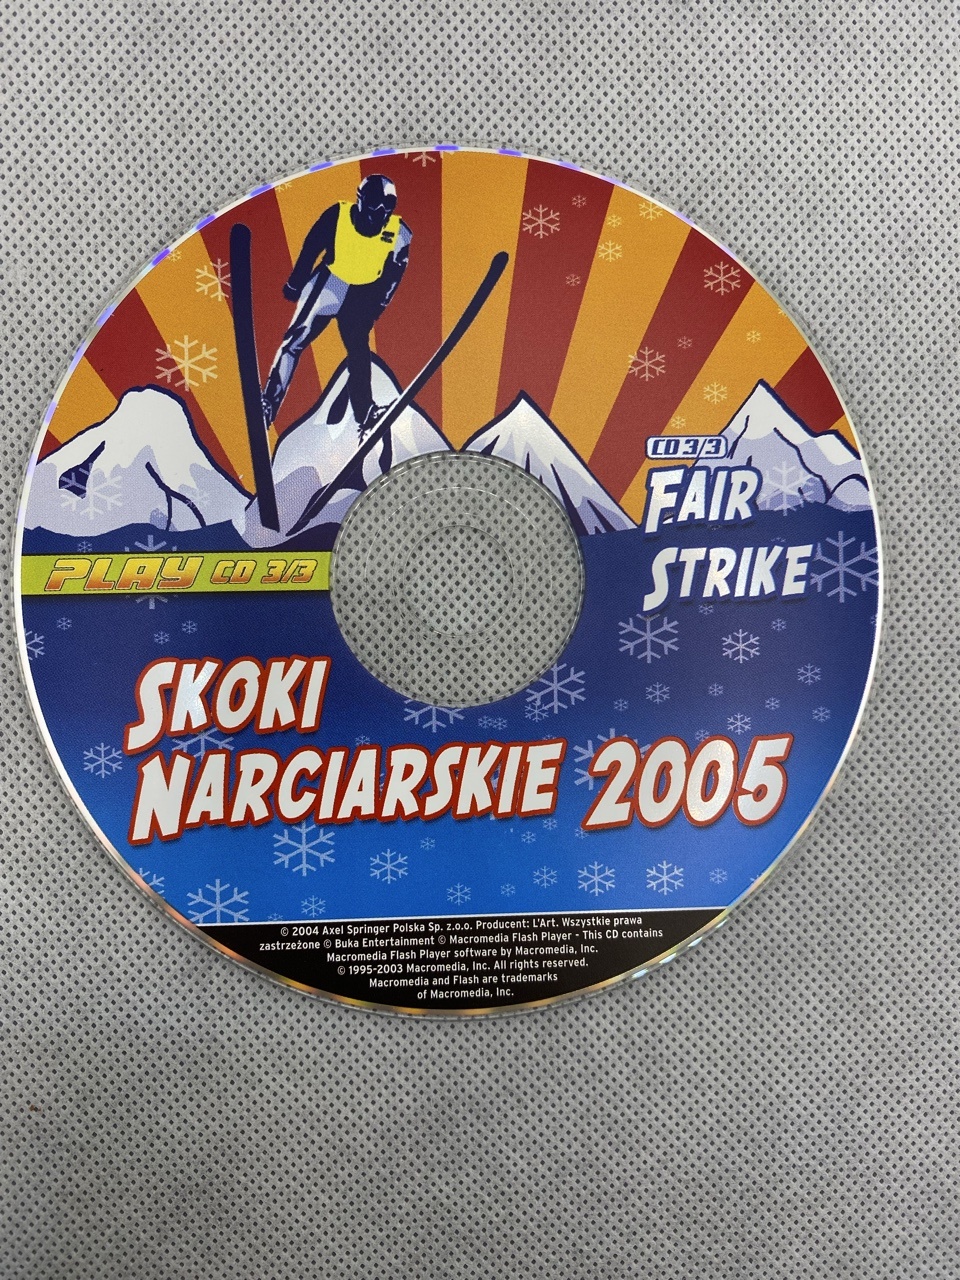 CD 3/3
FAIR
STRIKE
PLAY CD 3/3
SKOKI
NARCIARSKIE 2005
© 2004 Axel Springer Polska Sp. z.o.o. Producent: L'Art. Wszystkie prawa
zastrzeżone © Buka Entertainment © Macromedia Flash Player - This CD contains
Macromedia Flash Player software by Macromedia, Inc.
© 1995-2003 Macromedia, Inc. All rights reserved.
Macromedia and Flash are trademarks
of Macromedia, Inc.